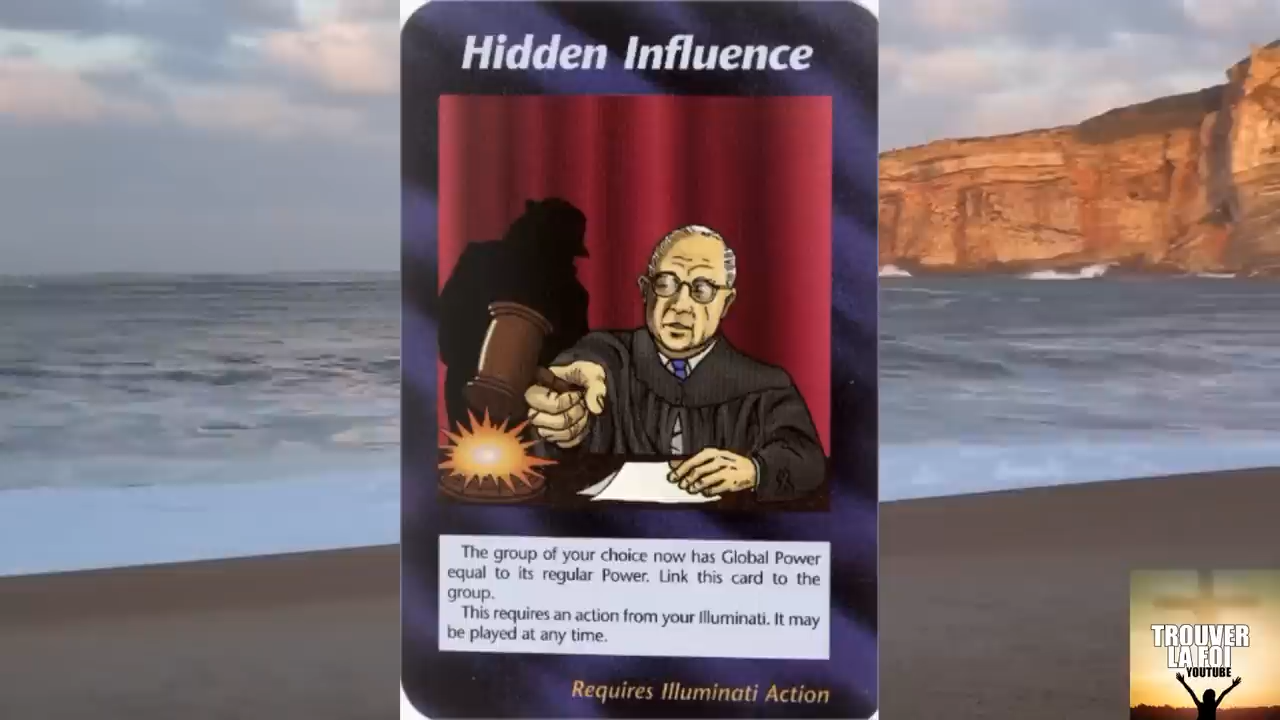 Hidden Influence
The group of your choice now has Global Power
equal to its regular Power. Link this card to the
group.
This requires an action from your Illuminati. It may
be played at any time.
Requires Illuminati Action
TROUVER
LA FOI
YOUTUBE